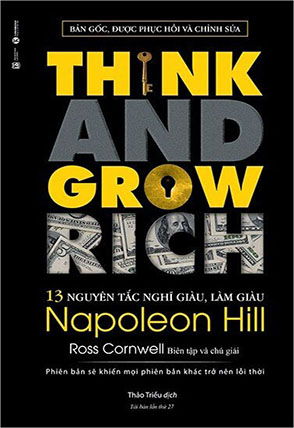 BẢN GỐC, ĐƯỢC PHỤC HỒI VÀ CHỈNH SỬA
THINK
AND
GROW
RICH
13 NGUYÊN TẮC NGHĨ GIÀU, LÀM GIÀU
Napoleon Hill
Ross Cornwell Biên tập và chú giải
Phiên bản sẽ khiến mọi phiên bản khác trở nên lỗi thời
Thảo Triều dịch
Tái bản lần thứ 27